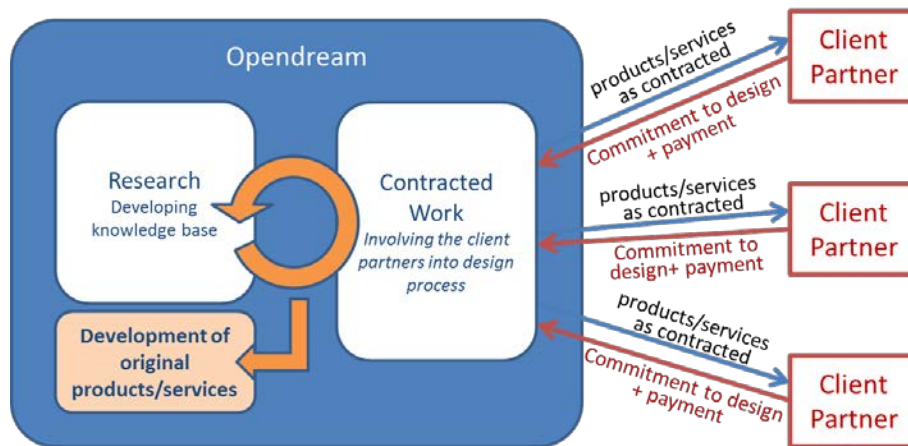 Opendream
Research
Developing
knowledge base
Contracted
Work
Involving the client
partners into design
process
Development of
original
products/services
products/services
as contracted
Commitment to design
+ payment
Client
Partner
products/services
as contracted
Commitment to
design+ payment
Client
Partner
products/services
as contracted
Commitment to design
+ payment
Client
Partner